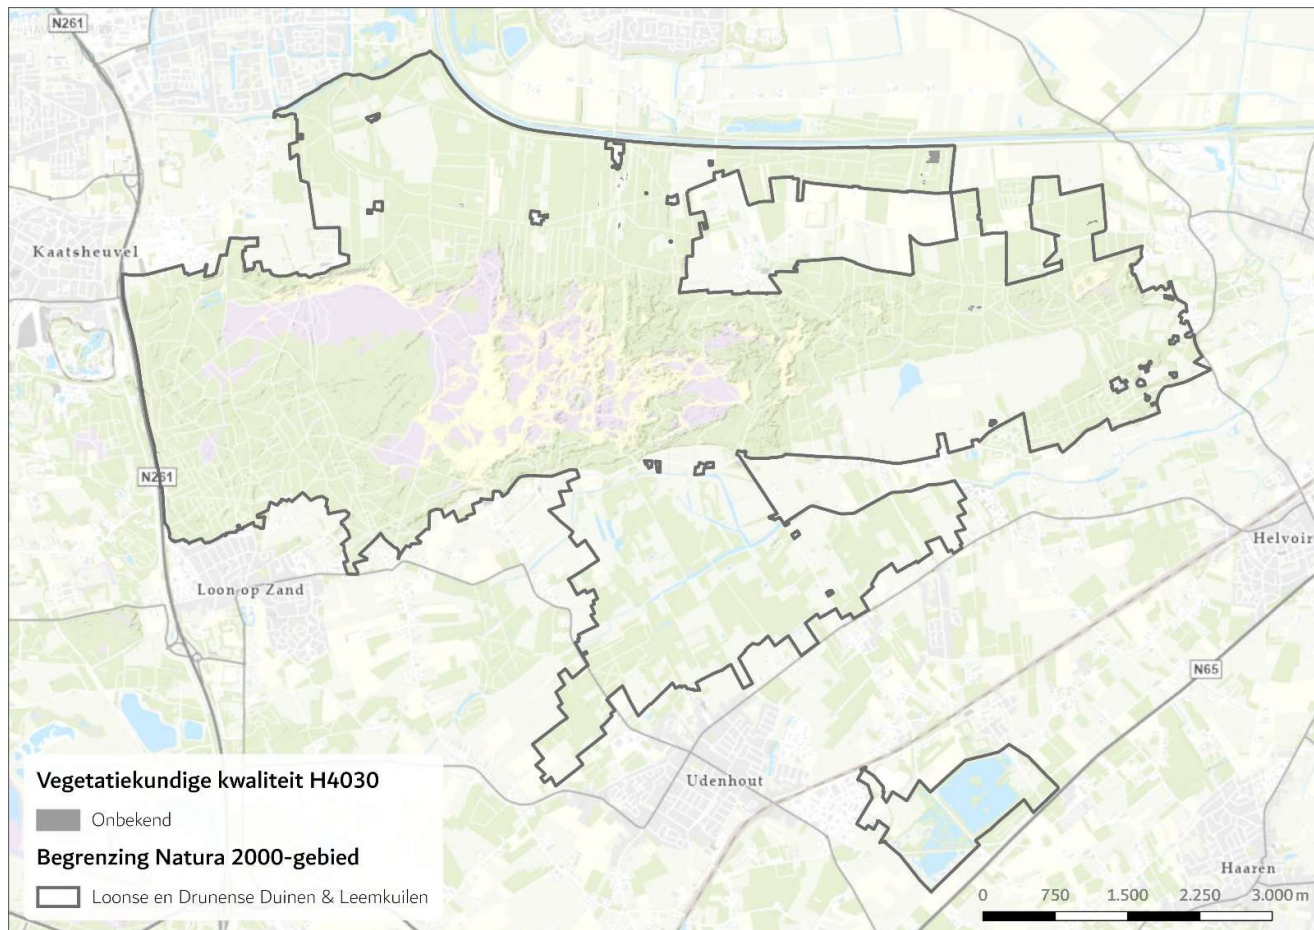 N261
Kaatsheuvel
N261
Loon op Zand
Helvoir
N65
Udenhout
Haaren
Vegetatiekundige kwaliteit H4030
Onbekend
Begrenzing Natura 2000-gebied
Loonse en Drunense Duinen & Leemkuilen
0 750 1.500 2.250 3.000 m